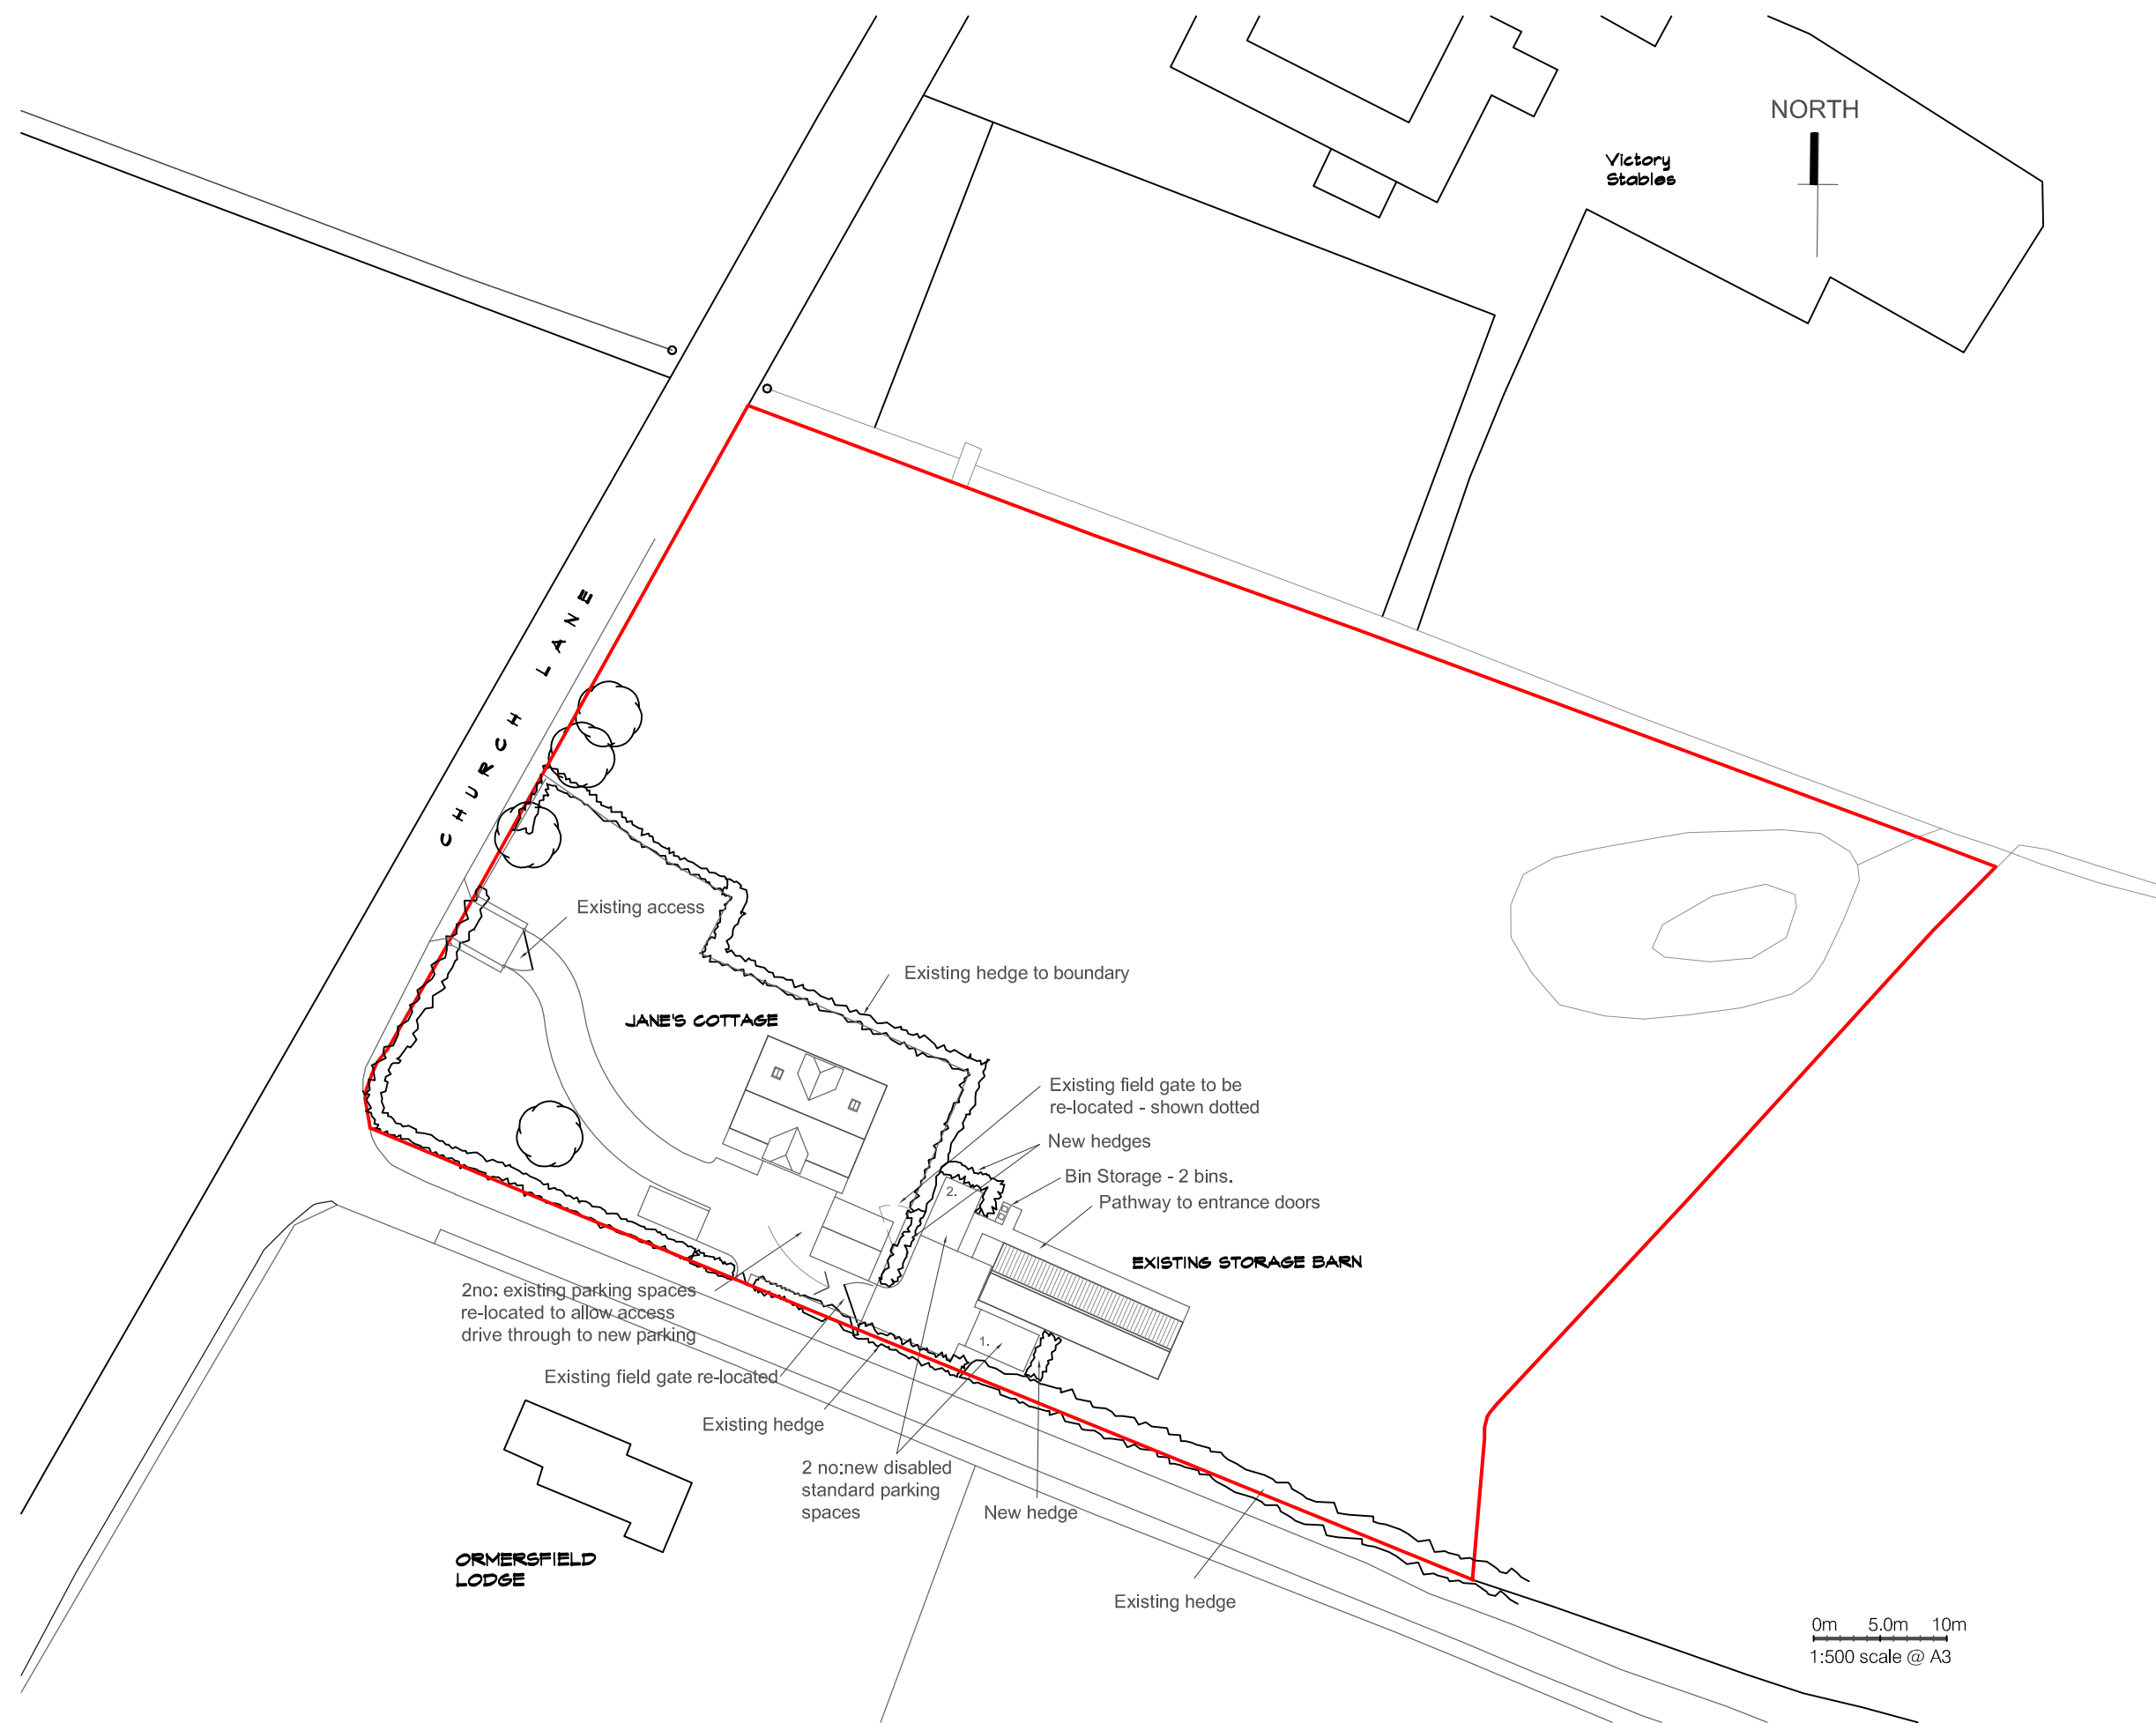 NORTH
Victory
Stables
CHURCH LANE
Existing access
Existing hedge to boundary
JANE'S COTTAGE
Existing field gate to be
re-located - shown dotted
New hedges
Bin Storage - 2 bins.
2.
Pathway to entrance doors
EXISTING STORAGE BARN
2no: existing parking spaces
re-located to allow access
drive through to new parking
1.
Existing field gate re-located
Existing hedge
2 no:new disabled
standard parking
spaces
New hedge
ORMERSFIELD
LODGE
Existing hedge
0m 5.0m 10m
1:500 scale @ A3